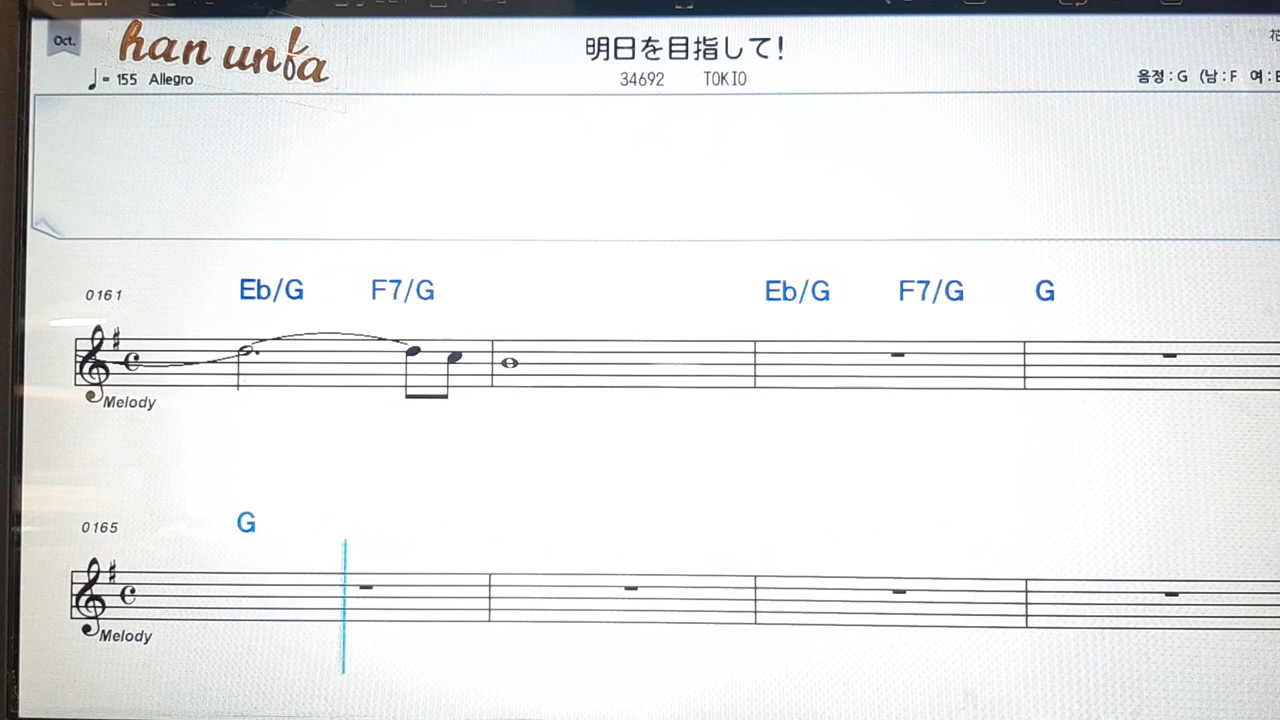 Oct.
han unfa
明日を目指して!
♩= 155 Allegro
34692 TOKIO
음정:G (남:F 여:E
0161 Eb/G F7/G Eb/G F7/G G
Melody
0165 G
Melody